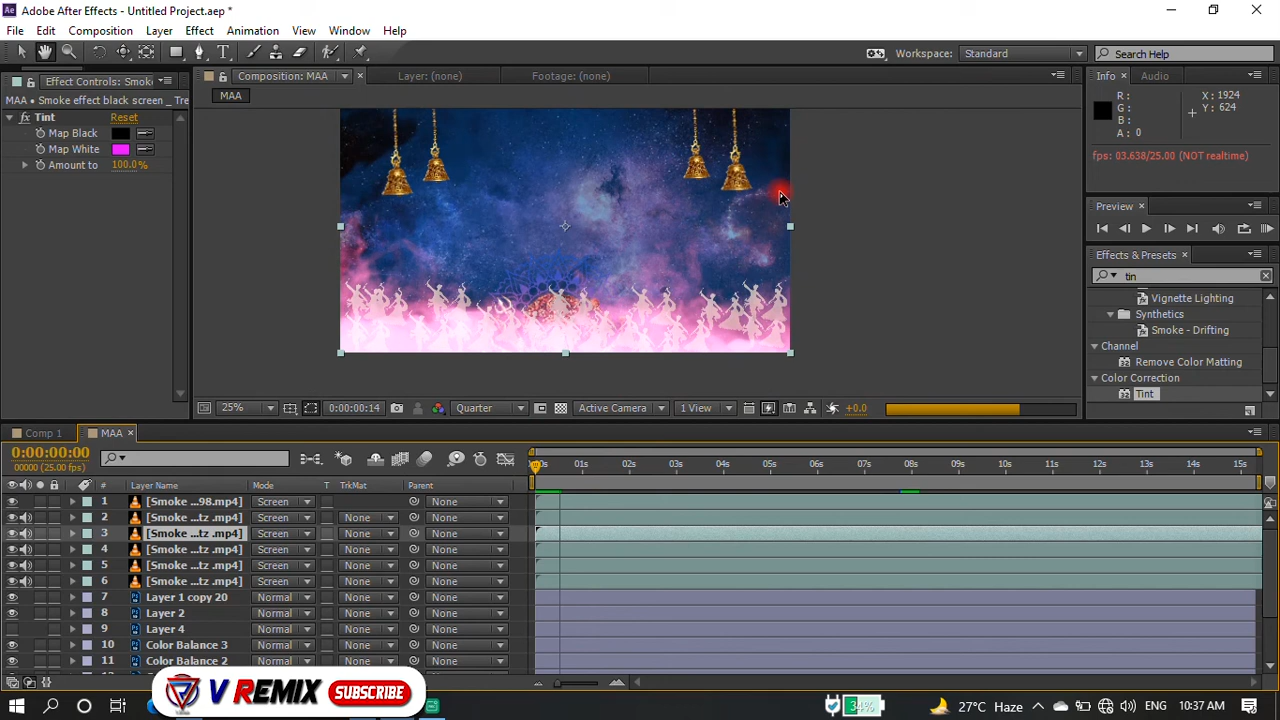 Adobe After Effects - Untitled Project.aep *
File Edit Composition Layer Effect Animation View Window Help
Workspace: Standard Search Help
Effect Controls: Smok
Composition: MAA Layer: (none) Footage: (none)
Info Audio
MAA • Smoke effect black screen _ Tre
MAA
R: X: 1924
G: Y: 624
B:
A: 0
fx Tint Reset
Map Black
Map White
Amount to 100.0%
fps: 03.638/25.00 (NOT realtime)
Preview
Effects & Presets
tin
Vignette Lighting
Synthetics
Smoke - Drifting
Channel
Remove Color Matting
Color Correction
Tint
25% 0:00:00:14 Quarter Active Camera 1 View +0.0
Comp 1 MAA
0:00:00:00
00000 (25.00 fps)
# Layer Name Mode T TrkMat Parent
0s 01s 02s 03s 04s 05s 06s 07s 08s 09s 10s 11s 12s 13s 14s 15s
1 [Smoke ...98.mp4] Screen None
2 [Smoke ...tz .mp4] Screen None None
3 [Smoke ...tz .mp4] Screen None None
4 [Smoke ...tz .mp4] Screen None None
5 [Smoke ...tz .mp4] Screen None None
6 [Smoke ...tz .mp4] Screen None None
7 Layer 1 copy 20 Normal None None
8 Layer 2 Normal None None
9 Layer 4 Normal None None
10 Color Balance 3 Normal None None
11 Color Balance 2 Normal None None
V REMIX SUBSCRIBE
34% 27°C Haze ENG 10:37 AM